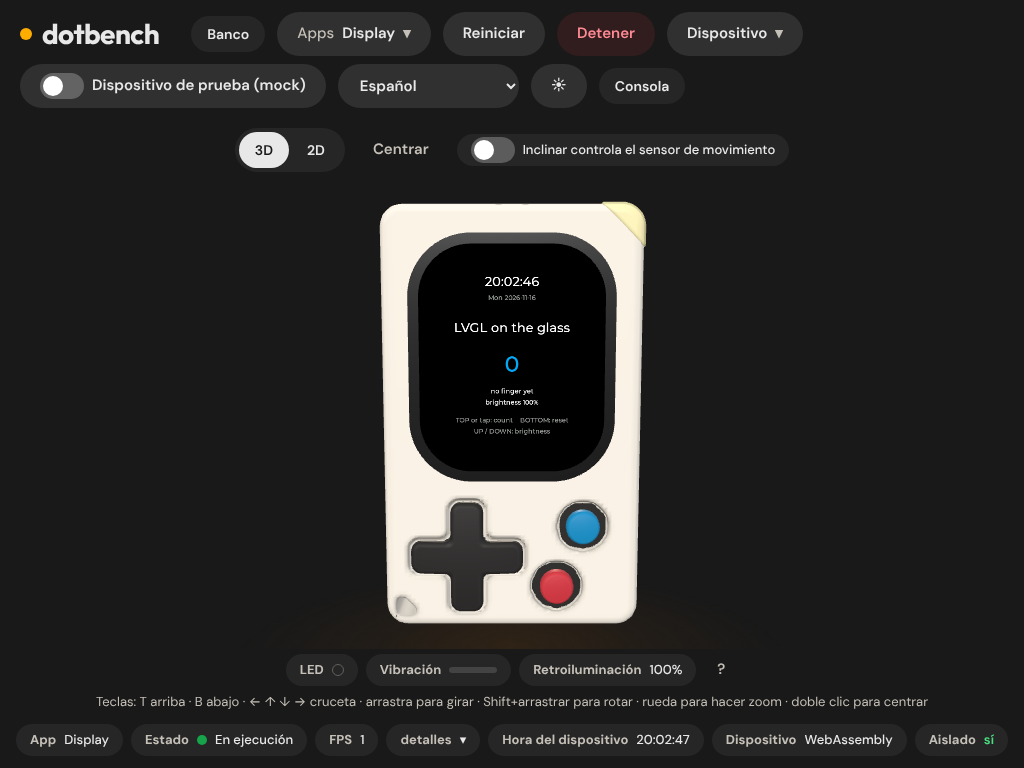 dotbench Banco Apps Display ▾ Reiniciar Detener Dispositivo ▾
Dispositivo de prueba (mock) Español Consola
3D 2D Centrar Inclinar controla el sensor de movimiento
20:02:46
Mon 2026-11-16
LVGL on the glass
0
no finger yet
brightness 100%
TOP or tap: count BOTTOM: reset
UP / DOWN: brightness
LED Vibración Retroiluminación 100% ?
Teclas: T arriba · B abajo · ← ↑ ↓ → cruceta · arrastra para girar · Shift+arrastrar para rotar · rueda para hacer zoom · doble clic para centrar
App Display Estado En ejecución FPS 1 detalles ▾ Hora del dispositivo 20:02:47 Dispositivo WebAssembly Aislado sí